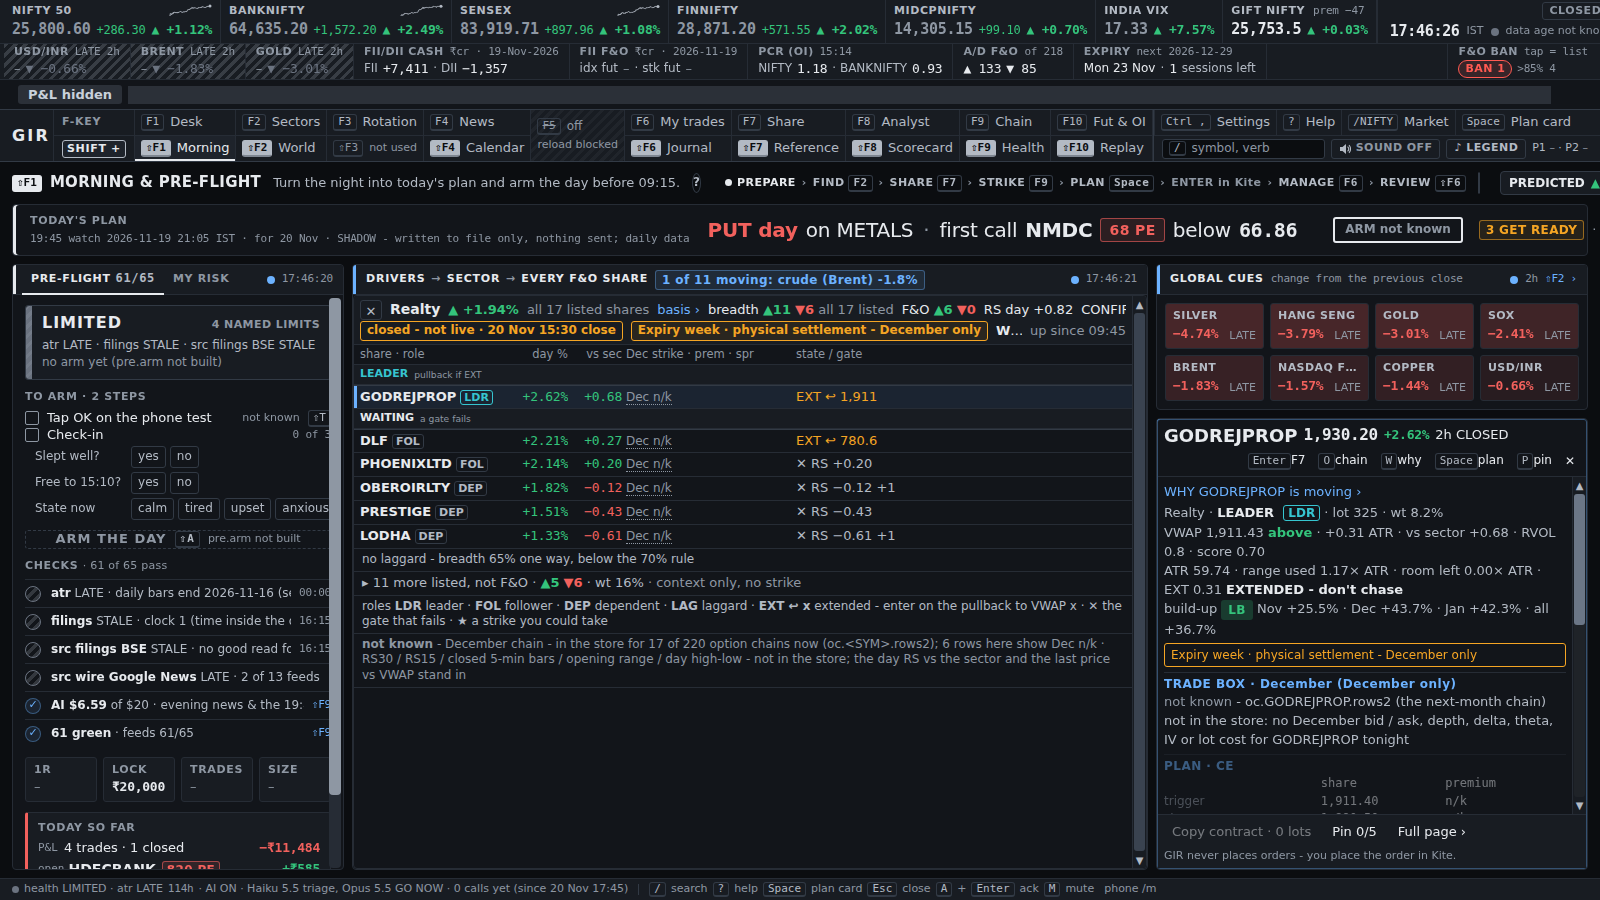 NIFTY 50
25,800.60 +286.30 ▲ +1.12%
BANKNIFTY
64,635.20 +1,572.20 ▲ +2.49%
SENSEX
83,919.71 +897.96 ▲ +1.08%
FINNIFTY
28,871.20 +571.55 ▲ +2.02%
MIDCPNIFTY
14,305.15 +99.10 ▲ +0.70%
INDIA VIX
17.33 ▲ +7.57%
GIFT NIFTY prem −47
25,753.5 ▲ +0.03%
CLOSED
17:46:26 IST ● data age not kno
USD/INR LATE 2h
– ▼ −0.66%
BRENT LATE 2h
– ▼ −1.83%
GOLD LATE 2h
– ▼ −3.01%
FII/DII CASH ₹cr · 19-Nov-2026
FII +7,411 · DII −1,357
FII F&O ₹cr · 2026-11-19
idx fut – · stk fut –
PCR (OI) 15:14
NIFTY 1.18 · BANKNIFTY 0.93
A/D F&O of 218
▲ 133 ▼ 85
EXPIRY next 2026-12-29
Mon 23 Nov · 1 sessions left
F&O BAN tap = list
BAN 1 >85% 4
P&L hidden
GIR
F-KEY
SHIFT +
F1 Desk
F2 Sectors
F3 Rotation
F4 News
F5 off
reload blocked
F6 My trades
F7 Share
F8 Analyst
F9 Chain
F10 Fut & OI
Ctrl , Settings
? Help
/NIFTY Market
Space Plan card
⇧F1 Morning
⇧F2 World
⇧F3 not used
⇧F4 Calendar
⇧F6 Journal
⇧F7 Reference
⇧F8 Scorecard
⇧F9 Health
⇧F10 Replay
/ symbol, verb
SOUND OFF
♪ LEGEND
P1 – · P2 –
⇧F1 MORNING & PRE-FLIGHT Turn the night into today's plan and arm the day before 09:15. ?
● PREPARE › FIND F2 › SHARE F7 › STRIKE F9 › PLAN Space › ENTER in Kite › MANAGE F6 › REVIEW ⇧F6
PREDICTED ▲
TODAY'S PLAN
19:45 watch 2026-11-19 21:05 IST · for 20 Nov · SHADOW - written to file only, nothing sent; daily data
PUT day on METALS · first call NMDC 68 PE below 66.86
ARM not known
3 GET READY ·
PRE-FLIGHT 61/65
MY RISK
● 17:46:20
LIMITED
4 NAMED LIMITS
atr LATE · filings STALE · src filings BSE STALE
no arm yet (pre.arm not built)
TO ARM · 2 STEPS
Tap OK on the phone test not known ⇧T
Check-in 0 of 3
Slept well? yes no
Free to 15:10? yes no
State now calm tired upset anxious
ARM THE DAY ⇧A pre.arm not built
CHECKS · 61 of 65 pass
atr LATE · daily bars end 2026-11-16 (se 00:00
filings STALE · clock 1 (time inside the 16:15
src filings BSE STALE · no good read fo 16:15
src wire Google News LATE · 2 of 13 feeds
AI $6.59 of $20 · evening news & the 19: ⇧F9
61 green · feeds 61/65 ⇧F9
1R
–
LOCK
₹20,000
TRADES
–
SIZE
–
TODAY SO FAR
P&L 4 trades · 1 closed −₹11,484
open HDFCBANK 820 PE +₹585
DRIVERS → SECTOR → EVERY F&O SHARE 1 of 11 moving: crude (Brent) -1.8%
● 17:46:21
✕ Realty ▲ +1.94% all 17 listed shares basis › breadth ▲11 ▼6 all 17 listed F&O ▲6 ▼0 RS day +0.82 CONFIF
closed - not live · 20 Nov 15:30 close
Expiry week · physical settlement - December only
W… up since 09:45
share · role day % vs sec Dec strike · prem · spr state / gate
LEADER pullback if EXT
GODREJPROP LDR +2.62% +0.68 Dec n/k EXT ↩ 1,911
WAITING a gate fails
DLF FOL +2.21% +0.27 Dec n/k EXT ↩ 780.6
PHOENIXLTD FOL +2.14% +0.20 Dec n/k ✕ RS +0.20
OBEROIRLTY DEP +1.82% −0.12 Dec n/k ✕ RS −0.12 +1
PRESTIGE DEP +1.51% −0.43 Dec n/k ✕ RS −0.43
LODHA DEP +1.33% −0.61 Dec n/k ✕ RS −0.61 +1
no laggard - breadth 65% one way, below the 70% rule
▸ 11 more listed, not F&O · ▲5 ▼6 · wt 16% · context only, no strike
roles LDR leader · FOL follower · DEP dependent · LAG laggard · EXT ↩ x extended - enter on the pullback to VWAP x · ✕ the
gate that fails · ★ a strike you could take
not known - December chain - in the store for 17 of 220 option chains now (oc.<SYM>.rows2); 6 rows here show Dec n/k ·
RS30 / RS15 / closed 5-min bars / opening range / day high-low - not in the store; the day RS vs the sector and the last price
vs VWAP stand in
GLOBAL CUES change from the previous close
● 2h ⇧F2 ›
SILVER
−4.74% LATE
HANG SENG
−3.79% LATE
GOLD
−3.01% LATE
SOX
−2.41% LATE
BRENT
−1.83% LATE
NASDAQ F…
−1.57% LATE
COPPER
−1.44% LATE
USD/INR
−0.66% LATE
GODREJPROP 1,930.20 +2.62% 2h CLOSED
Enter F7 O chain W why Space plan P pin ✕
WHY GODREJPROP is moving ›
Realty · LEADER LDR · lot 325 · wt 8.2%
VWAP 1,911.43 above · +0.31 ATR · vs sector +0.68 · RVOL
0.8 · score 0.70
ATR 59.74 · range used 1.17× ATR · room left 0.00× ATR ·
EXT 0.31 EXTENDED - don't chase
build-up LB Nov +25.5% · Dec +43.7% · Jan +42.3% · all
+36.7%
Expiry week · physical settlement - December only
TRADE BOX · December (December only)
not known - oc.GODREJPROP.rows2 (the next-month chain)
not in the store: no December bid / ask, depth, delta, theta,
IV or lot cost for GODREJPROP tonight
PLAN · CE
share premium
trigger 1,911.40 n/k
Copy contract · 0 lots Pin 0/5 Full page ›
GIR never places orders - you place the order in Kite.
● health LIMITED · atr LATE 114h · AI ON · Haiku 5.5 triage, Opus 5.5 GO NOW · 0 calls yet (since 20 Nov 17:45) / search ? help Space plan card Esc close A + Enter ack M mute phone /m